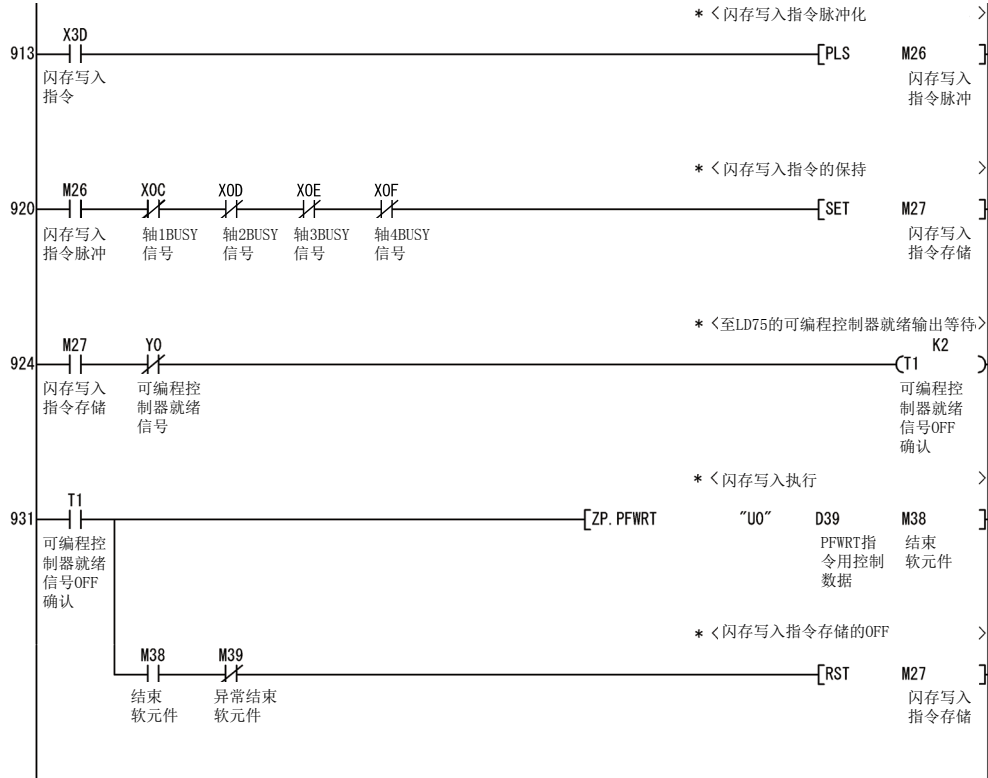 * <闪存写入指令脉冲化 >
X3D
913 [PLS M26 ]
闪存写入
指令
闪存写入
指令脉冲
* <闪存写入指令的保持 >
M26 X0C X0D X0E X0F
920 [SET M27 ]
闪存写入
指令脉冲
轴1BUSY
信号
轴2BUSY
信号
轴3BUSY
信号
轴4BUSY
信号
闪存写入
指令存储
* <至LD75的可编程控制器就绪输出等待>
M27 Y0 K2
924 (T1 )
闪存写入
指令存储
可编程控
制器就绪
信号
可编程控
制器就绪
信号OFF
确认
* <闪存写入执行 >
T1
931 [ZP.PFWRT "U0" D39 M38 ]
可编程控
制器就绪
信号OFF
确认
PFWRT指
令用控制
数据
结束
软元件
* <闪存写入指令存储的OFF >
M38 M39
[RST M27 ]
结束
软元件
异常结束
软元件
闪存写入
指令存储